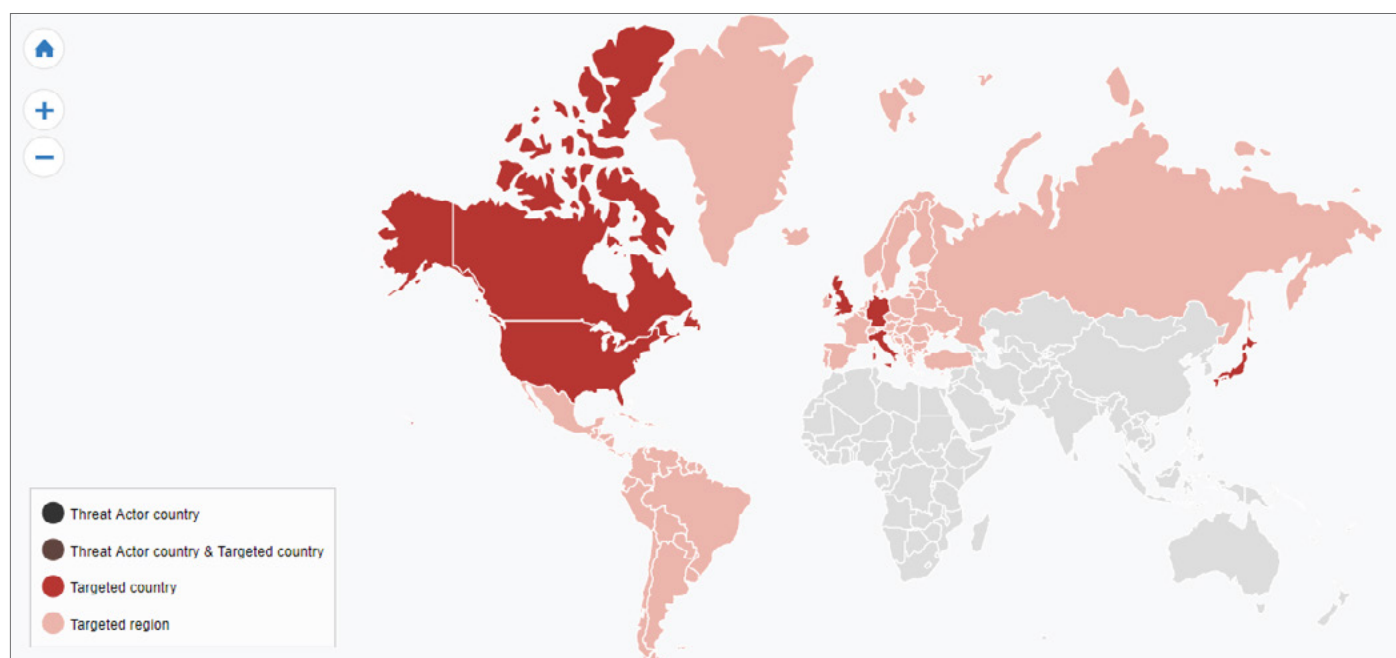 Threat Actor country
Threat Actor country & Targeted country
Targeted country
Targeted region